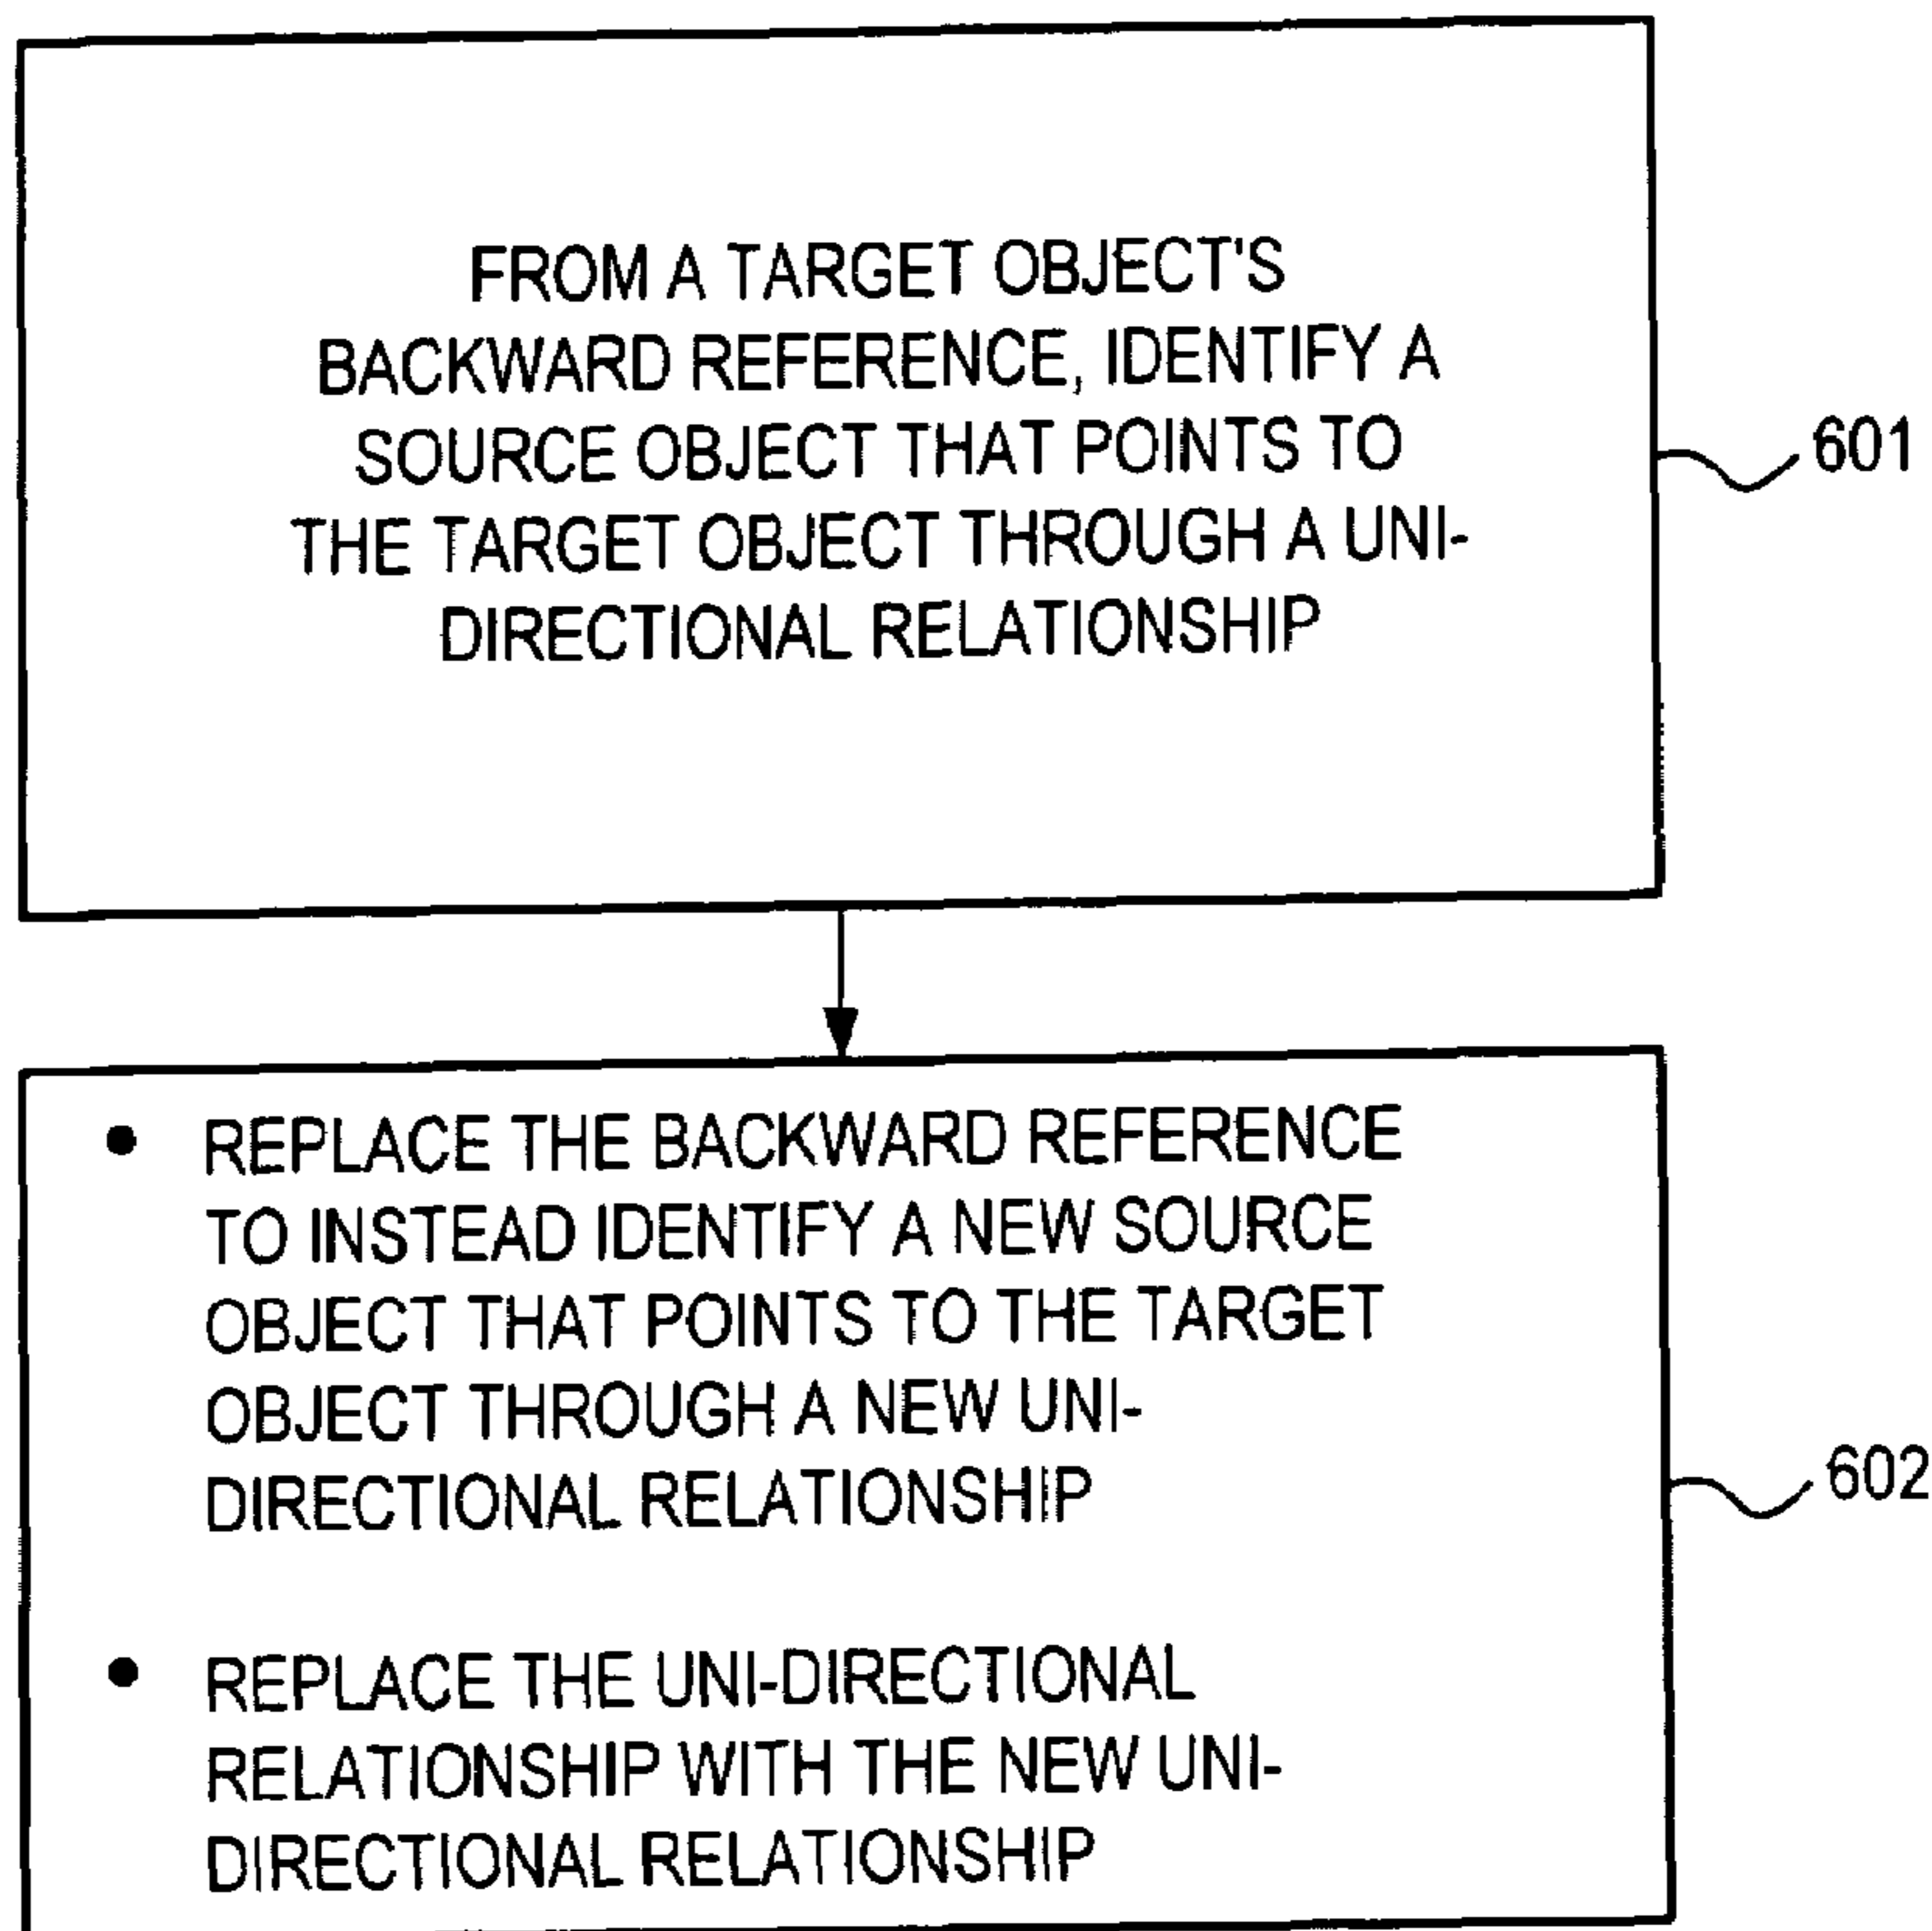 FROM A TARGET OBJECT'S
BACKWARD REFERENCE, IDENTIFY A
SOURCE OBJECT THAT POINTS TO
THE TARGET OBJECT THROUGH A UNI-
DIRECTIONAL RELATIONSHIP
601
• REPLACE THE BACKWARD REFERENCE
TO INSTEAD IDENTIFY A NEW SOURCE
OBJECT THAT POINTS TO THE TARGET
OBJECT THROUGH A NEW UNI-
DIRECTIONAL RELATIONSHIP
602
• REPLACE THE UNI-DIRECTIONAL
RELATIONSHIP WITH THE NEW UNI-
DIRECTIONAL RELATIONSHIP